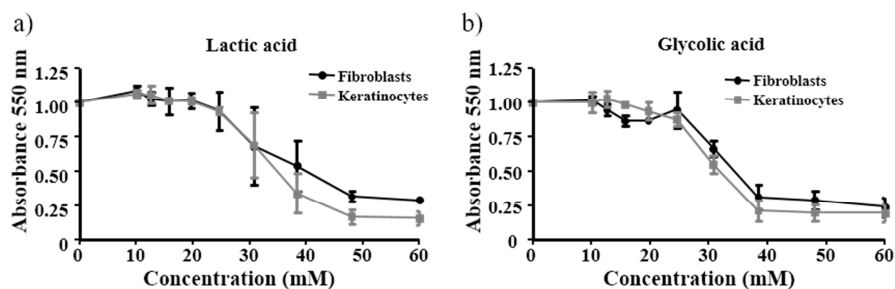 a)
Lactic acid
Absorbance 550 nm
1.25
1.00
0.75
0.50
0.25
0
Fibroblasts
Keratinocytes
0 10 20 30 40 50 60
Concentration (mM)
b)
Glycolic acid
Absorbance 550 nm
1.25
1.00
0.75
0.50
0.25
0
Fibroblasts
Keratinocytes
0 10 20 30 40 50 60
Concentration (mM)